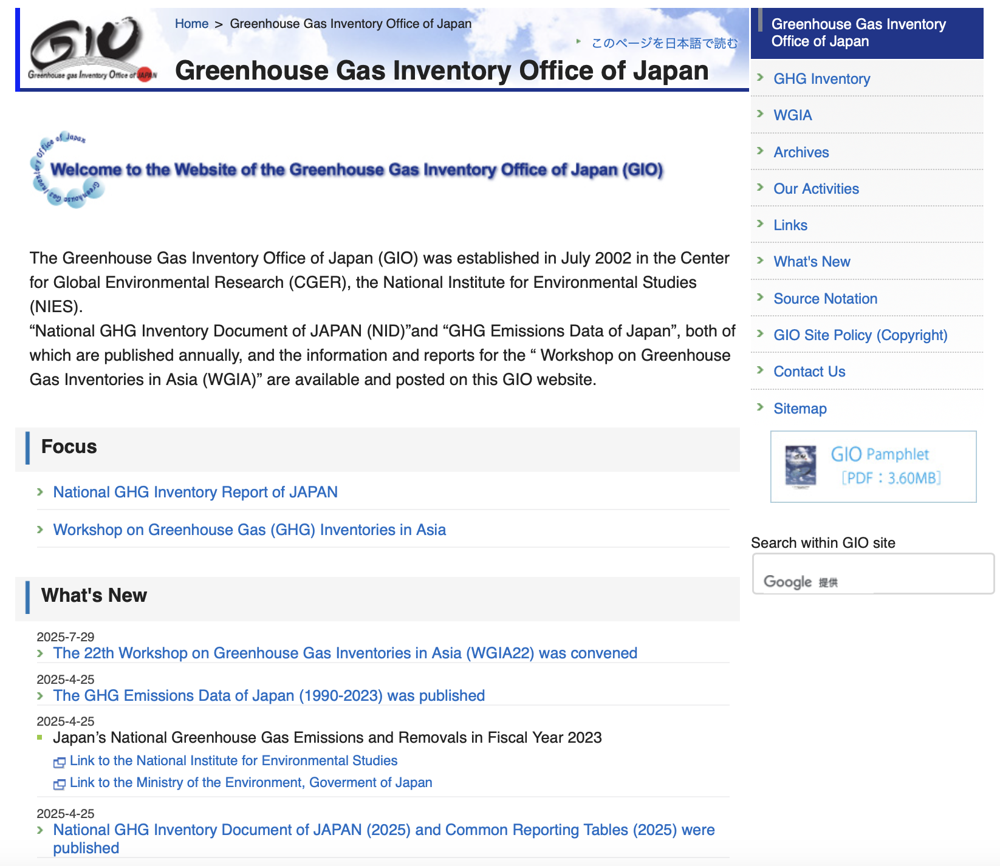 GIO
Greenhouse gas Inventory Office of JAPAN
Home > Greenhouse Gas Inventory Office of Japan
このページを日本語で読む
Greenhouse Gas Inventory Office of Japan
Greenhouse Gas Inventory Office of Japan
Welcome to the Website of the Greenhouse Gas Inventory Office of Japan (GIO)
The Greenhouse Gas Inventory Office of Japan (GIO) was established in July 2002 in the Center
for Global Environmental Research (CGER), the National Institute for Environmental Studies
(NIES).
“National GHG Inventory Document of JAPAN (NID)”and “GHG Emissions Data of Japan”, both of
which are published annually, and the information and reports for the “ Workshop on Greenhouse
Gas Inventories in Asia (WGIA)” are available and posted on this GIO website.
Focus
National GHG Inventory Report of JAPAN
Workshop on Greenhouse Gas (GHG) Inventories in Asia
What's New
2025-7-29
The 22th Workshop on Greenhouse Gas Inventories in Asia (WGIA22) was convened
2025-4-25
The GHG Emissions Data of Japan (1990-2023) was published
2025-4-25
Japan’s National Greenhouse Gas Emissions and Removals in Fiscal Year 2023
Link to the National Institute for Environmental Studies
Link to the Ministry of the Environment, Goverment of Japan
2025-4-25
National GHG Inventory Document of JAPAN (2025) and Common Reporting Tables (2025) were
published
Greenhouse Gas Inventory
Office of Japan
GHG Inventory
WGIA
Archives
Our Activities
Links
What's New
Source Notation
GIO Site Policy (Copyright)
Contact Us
Sitemap
GIO Pamphlet
[PDF：3.60MB]
Search within GIO site
Google 提供